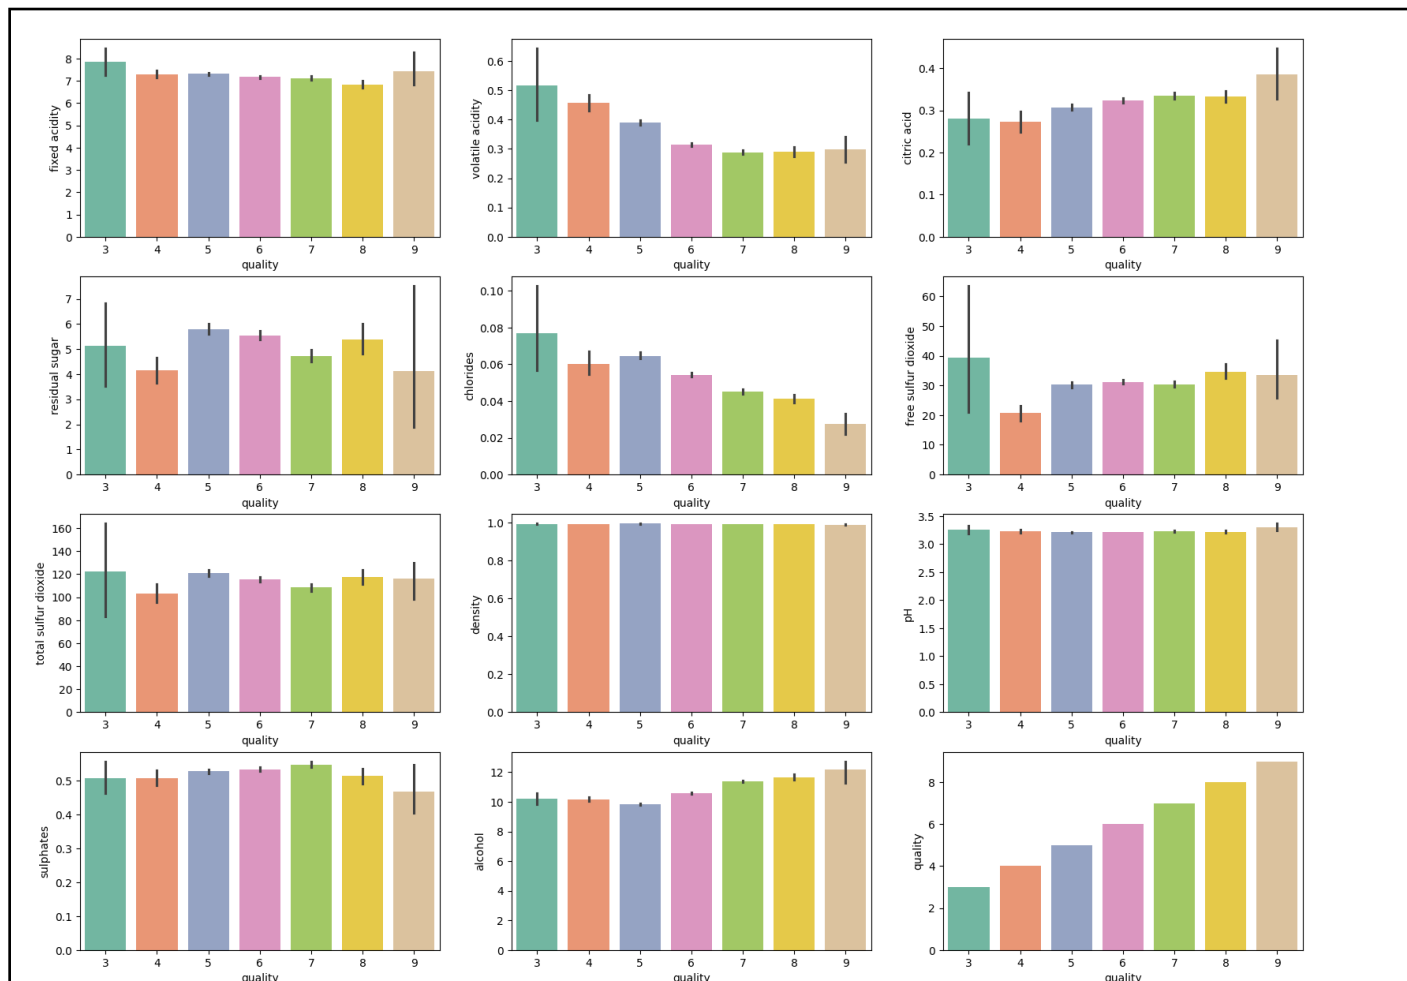 fixed acidity
8
7
6
5
4
3
2
1
0
3 4 5 6 7 8 9
quality
volatile acidity
0.6
0.5
0.4
0.3
0.2
0.1
0.0
3 4 5 6 7 8 9
quality
citric acid
0.4
0.3
0.2
0.1
0.0
3 4 5 6 7 8 9
quality
residual sugar
7
6
5
4
3
2
1
0
3 4 5 6 7 8 9
quality
chlorides
0.10
0.08
0.06
0.04
0.02
0.00
3 4 5 6 7 8 9
quality
free sulfur dioxide
60
50
40
30
20
10
0
3 4 5 6 7 8 9
quality
total sulfur dioxide
160
140
120
100
80
60
40
20
0
3 4 5 6 7 8 9
quality
density
1.0
0.8
0.6
0.4
0.2
0.0
3 4 5 6 7 8 9
quality
pH
3.5
3.0
2.5
2.0
1.5
1.0
0.5
0.0
3 4 5 6 7 8 9
quality
sulphates
0.5
0.4
0.3
0.2
0.1
0.0
3 4 5 6 7 8 9
quality
alcohol
12
10
8
6
4
2
0
3 4 5 6 7 8 9
quality
quality
8
6
4
2
0
3 4 5 6 7 8 9
quality